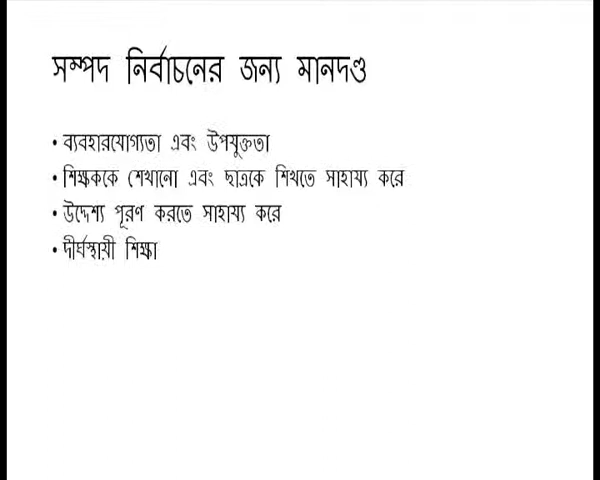 সম্পদ নির্বাচনের জন্য মানদণ্ড
• ব্যবহারযোগ্যতা এবং উপযুক্ততা
• শিক্ষককে শেখানো এবং ছাত্রকে শিখতে সাহায্য করে
• উদ্দেশ্য পূরণ করতে সাহায্য করে
• দীর্ঘস্থায়ী শিক্ষা